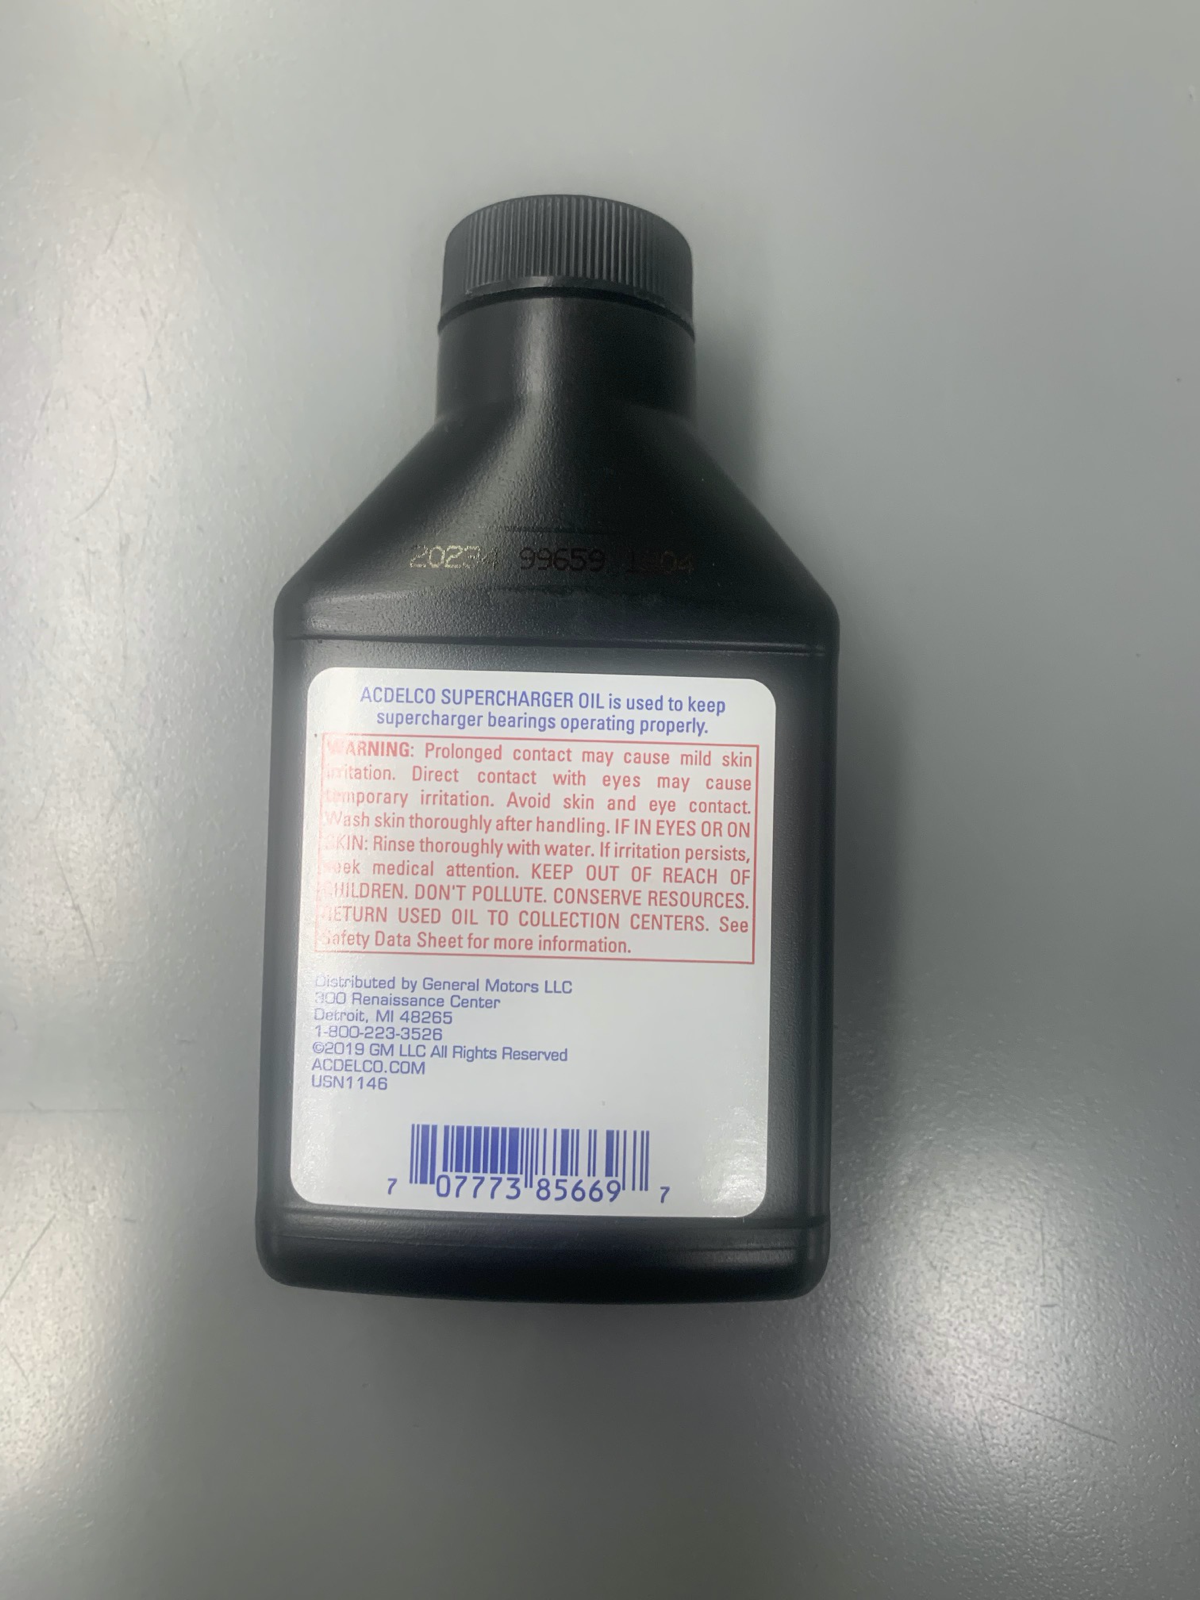 99659
ACDELCO SUPERCHARGER OIL is used to keep
supercharger bearings operating properly.
WARNING: Prolonged contact may cause mild skin
irritation. Direct contact with eyes may cause
temporary irritation. Avoid skin and eye contact.
Wash skin thoroughly after handling. IF IN EYES OR ON
SKIN: Rinse thoroughly with water. If irritation persists,
seek medical attention. KEEP OUT OF REACH OF
CHILDREN. DON'T POLLUTE. CONSERVE RESOURCES.
RETURN USED OIL TO COLLECTION CENTERS. See
Safety Data Sheet for more information.
Distributed by General Motors LLC
300 Renaissance Center
Detroit, MI 48265
1-800-223-3526
©2019 GM LLC All Rights Reserved
ACDELCO.COM
USN1146
7 07773 85669 7